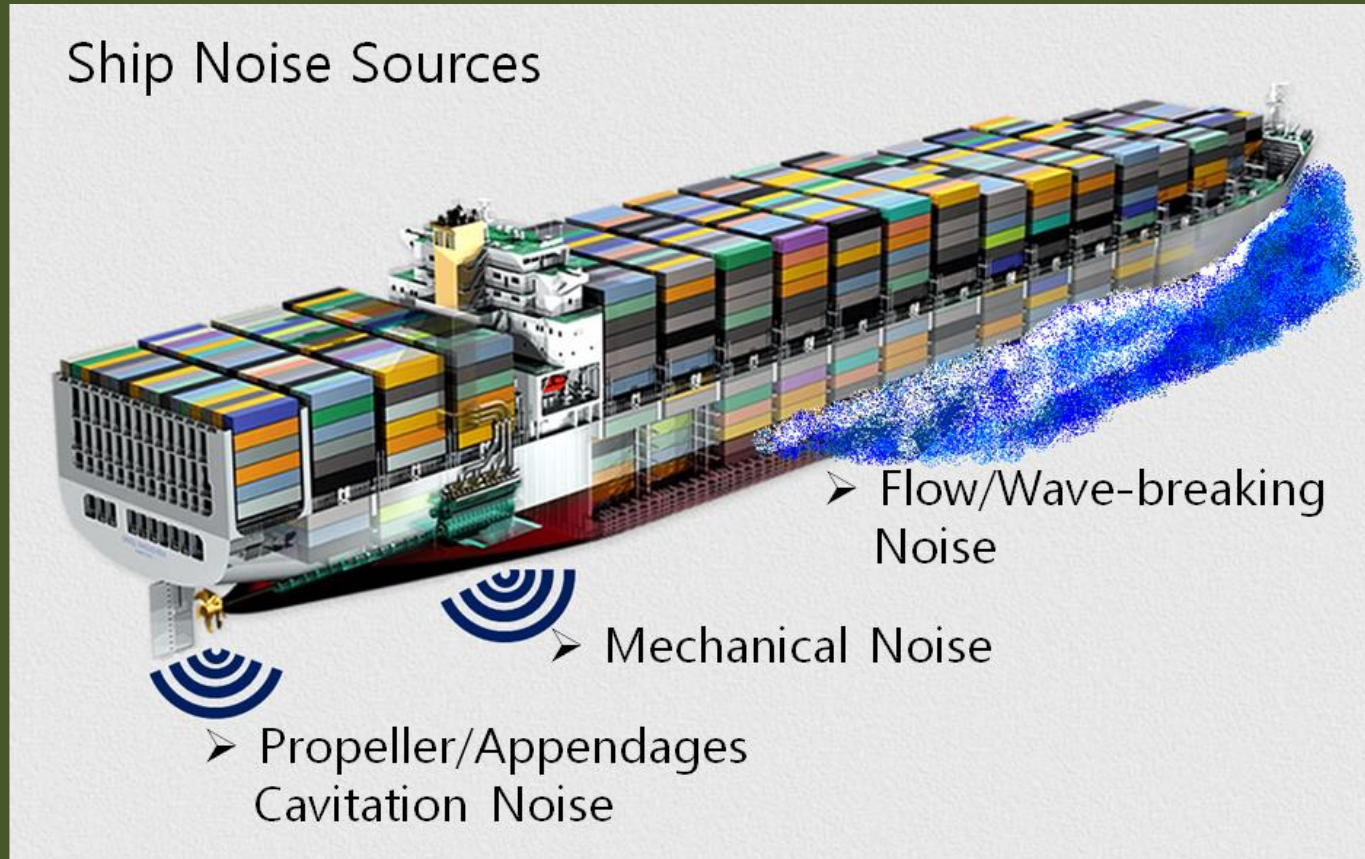 Ship Noise Sources
➢ Flow/Wave-breaking
Noise
➢ Mechanical Noise
➢ Propeller/Appendages
Cavitation Noise